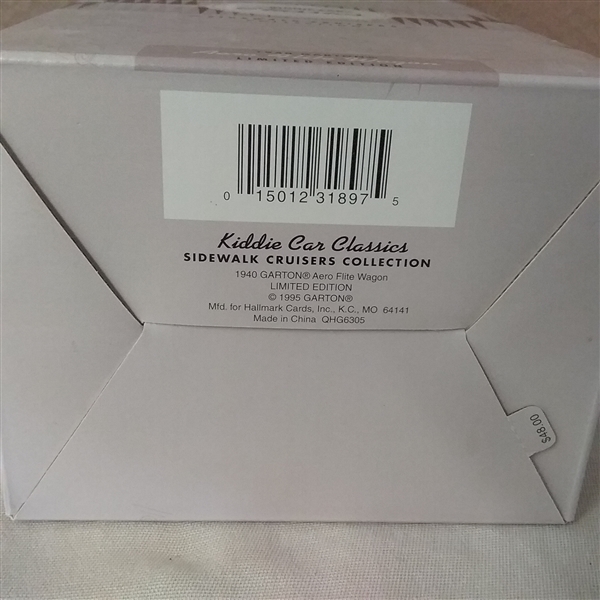 LIMITED EDITION
0 15012 31897 5
Kiddie Car Classics
SIDEWALK CRUISERS COLLECTION
1940 GARTON® Aero Flite Wagon
LIMITED EDITION
© 1995 GARTON®
Mfd. for Hallmark Cards, Inc., K.C., MO 64141
Made in China QHG6305
$48.00